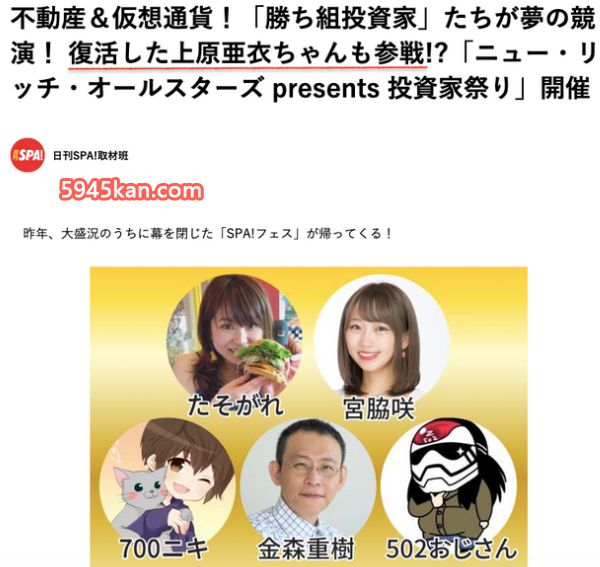 不動産＆仮想通貨！「勝ち組投資家」たちが夢の競
演！ 復活した上原亜衣ちゃんも参戦!?「ニュー・リ
ッチ・オールスターズ presents 投資家祭り」開催
#SPA!
日刊SPA!取材班
5945kan.com
昨年、大盛況のうちに幕を閉じた「SPA!フェス」が帰ってくる！
たそがれ
宮脇咲
700ニキ
金森重樹
502おじさん